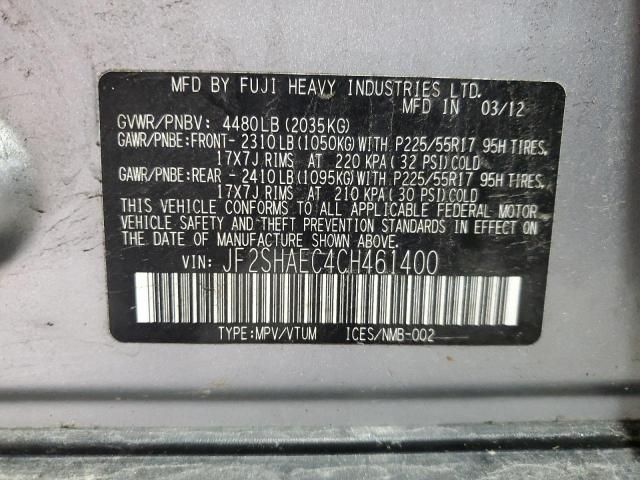 MFD BY FUJI HEAVY INDUSTRIES LTD.
MFD IN 03/12
GVWR/PNBV: 4480LB(2035KG)
GAWR/PNBE:FRONT- 2310LB(1050KG)WITH P225/55R17 95H TIRES,
17X7J RIMS AT 220 KPA(32 PSI)COLD
GAWR/PNBE:REAR - 2410LB(1095KG)WITH P225/55R17 95H TIRES,
17X7J RIMS AT 210 KPA(30 PSI)COLD
THIS VEHICLE CONFORMS TO ALL APPLICABLE FEDERAL MOTOR
VEHICLE SAFETY AND THEFT PREVENTION STANDARDS IN EFFECT ON
THE DATE OF MANUFACTURE SHOWN ABOVE.
VIN: JF2SHAEC4CH461400
TYPE:MPV/VTUM ICES/NMB-002